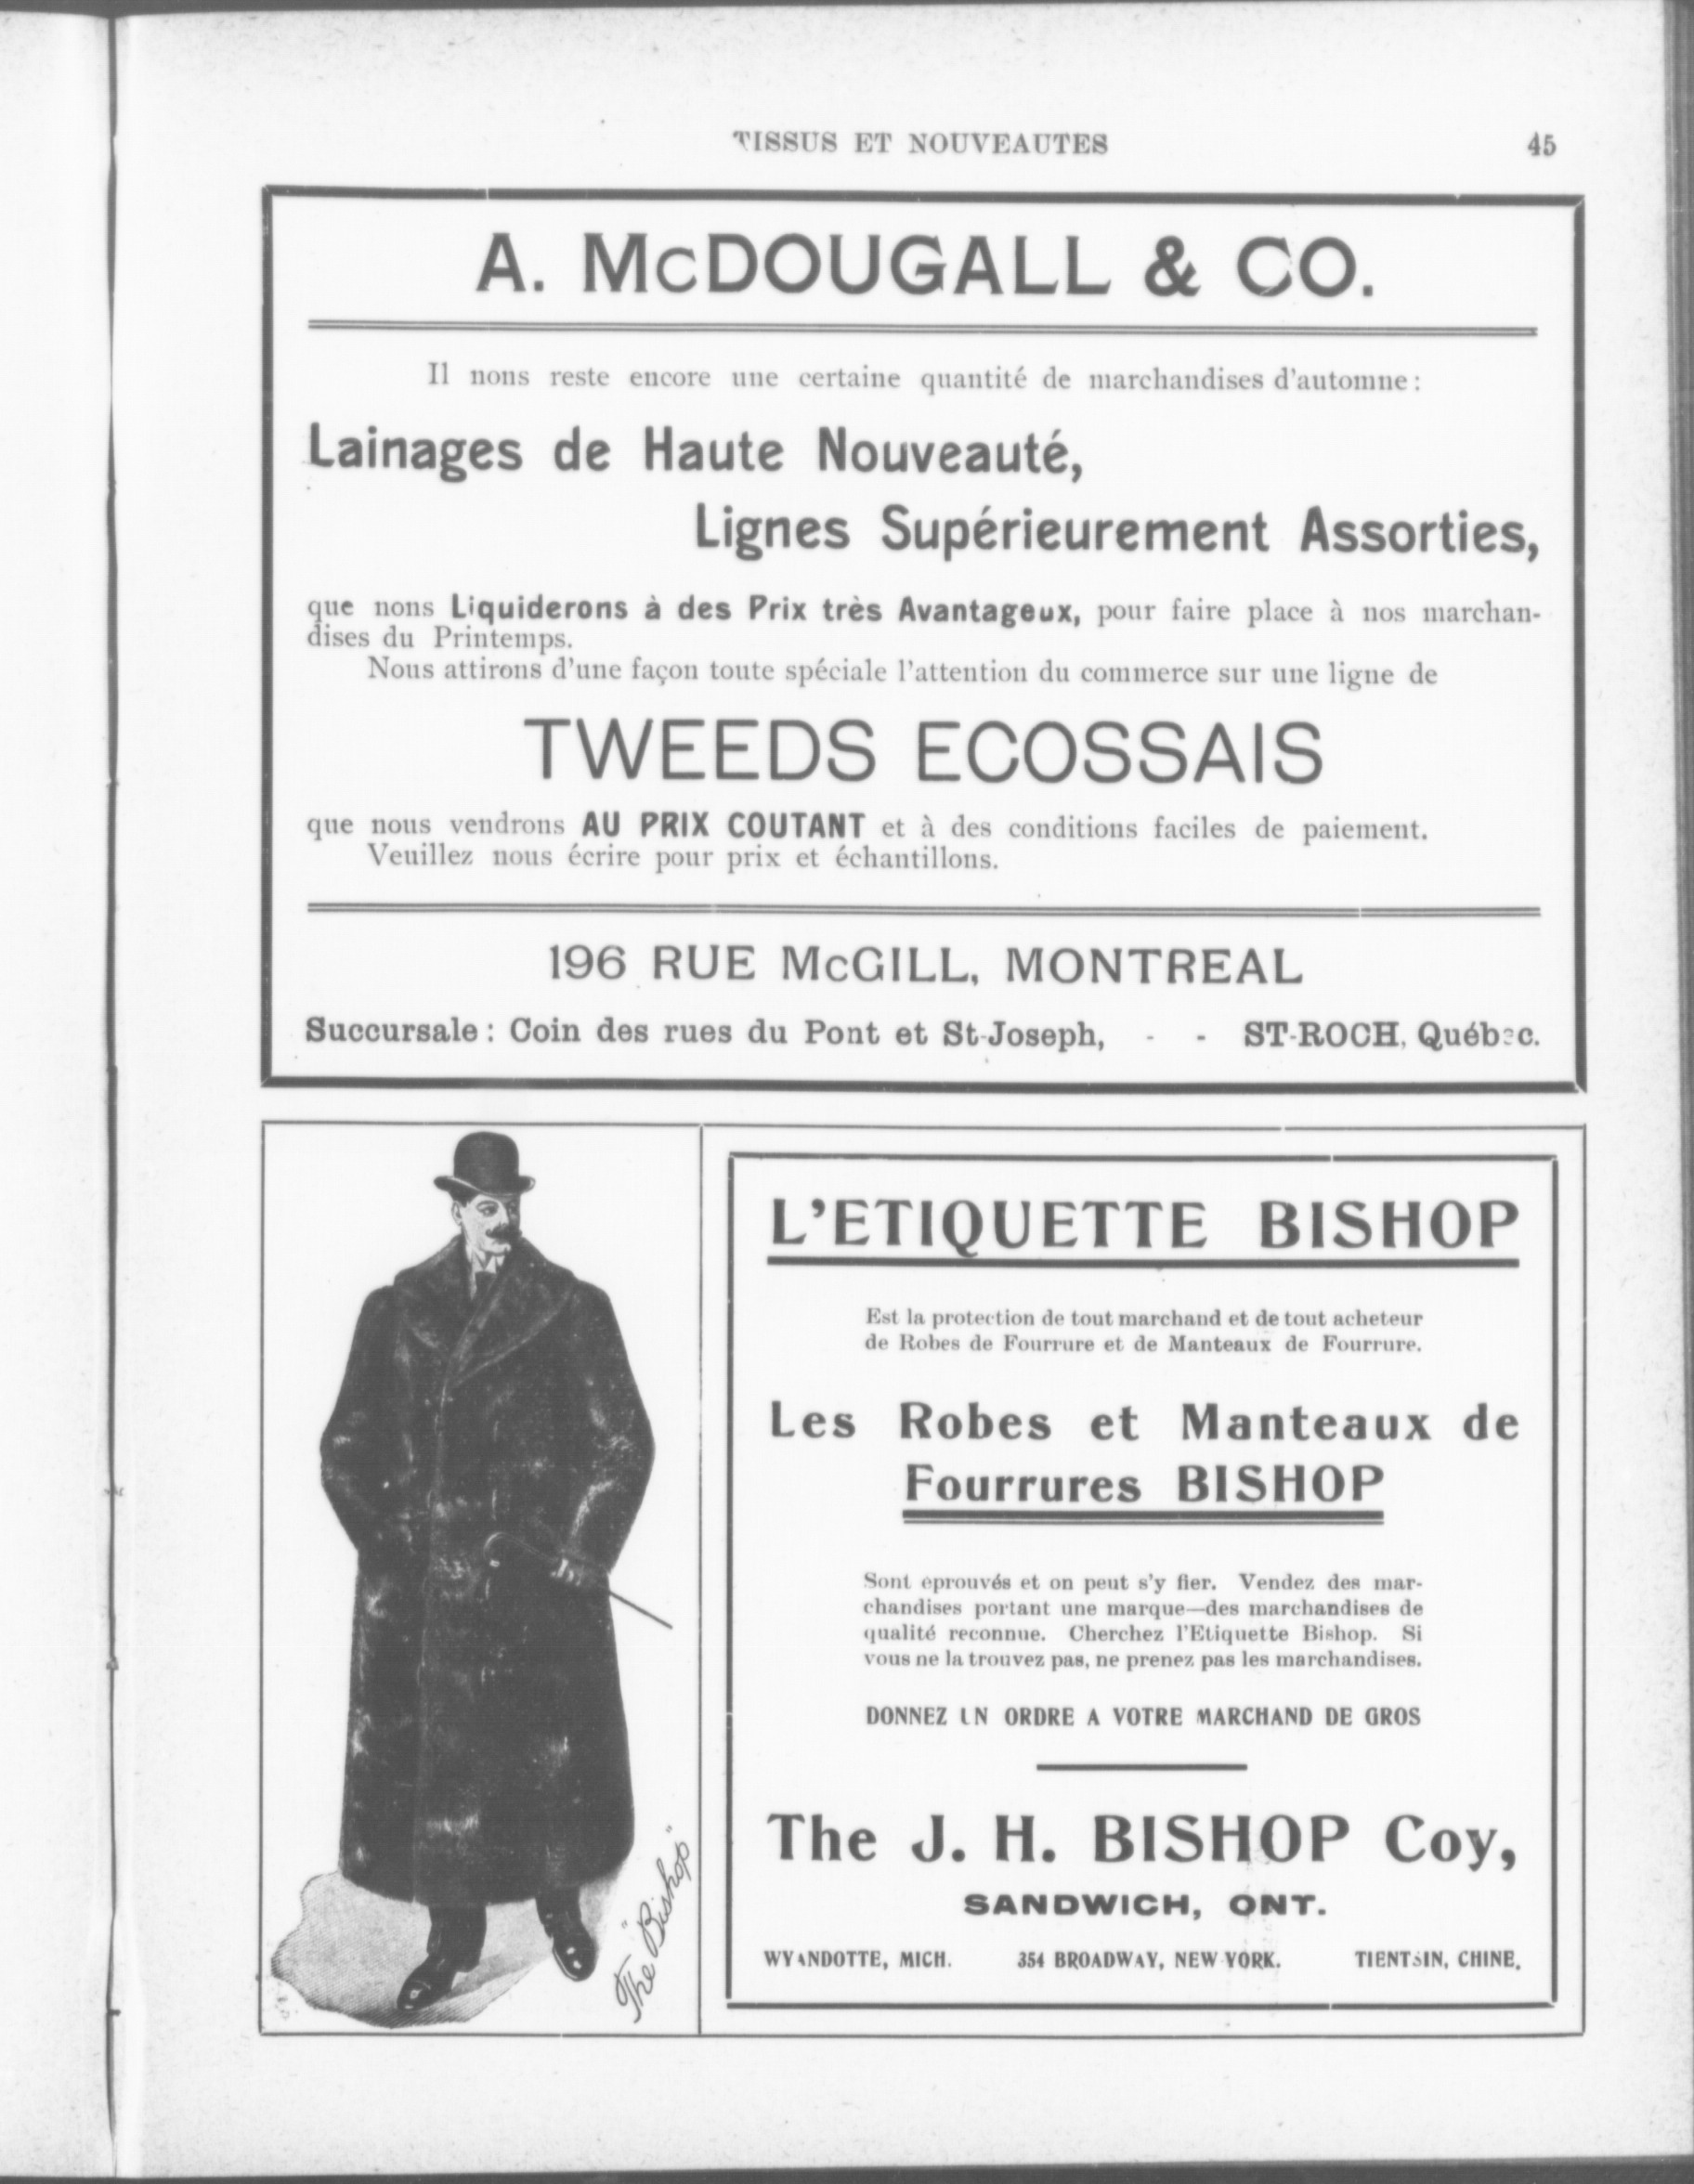 TISSUS ET NOUVEAUTES 45
A. McDOUGALL & CO.
Il nons reste encore une certaine quantité de marchandises d'automne:
Lainages de Haute Nouveauté,
Lignes Supérieurement Assorties,
que nons Liquiderons à des Prix très Avantageux, pour faire place à nos marchan-
dises du Printemps.
Nous attirons d'une façon toute spéciale l'attention du commerce sur une ligne de
TWEEDS ECOSSAIS
que nous vendrons AU PRIX COUTANT et à des conditions faciles de paiement.
Veuillez nous écrire pour prix et échantillons.
196 RUE McGILL, MONTREAL
Succursale: Coin des rues du Pont et St-Joseph, - - ST-ROCH, Québec.
The "Bishop"
L'ETIQUETTE BISHOP
Est la protection de tout marchand et de tout acheteur
de Robes de Fourrure et de Manteaux de Fourrure.
Les Robes et Manteaux de
Fourrures BISHOP
Sont éprouvés et on peut s'y fier. Vendez des mar-
chandises portant une marque—des marchandises de
qualité reconnue. Cherchez l'Etiquette Bishop. Si
vous ne la trouvez pas, ne prenez pas les marchandises.
DONNEZ UN ORDRE A VOTRE MARCHAND DE GROS
The J. H. BISHOP Coy,
SANDWICH, ONT.
WYANDOTTE, MICH. 354 BROADWAY, NEW YORK. TIENTSIN, CHINE.